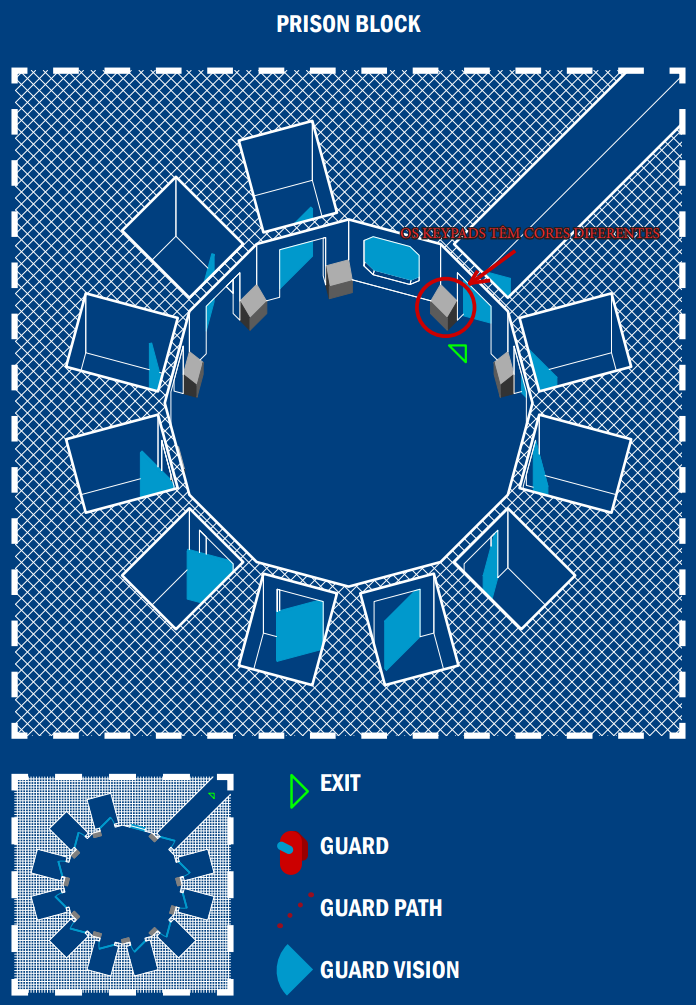 PRISON BLOCK
OS KEYPADS TÊM CORES DIFERENTES
EXIT
GUARD
GUARD PATH
GUARD VISION